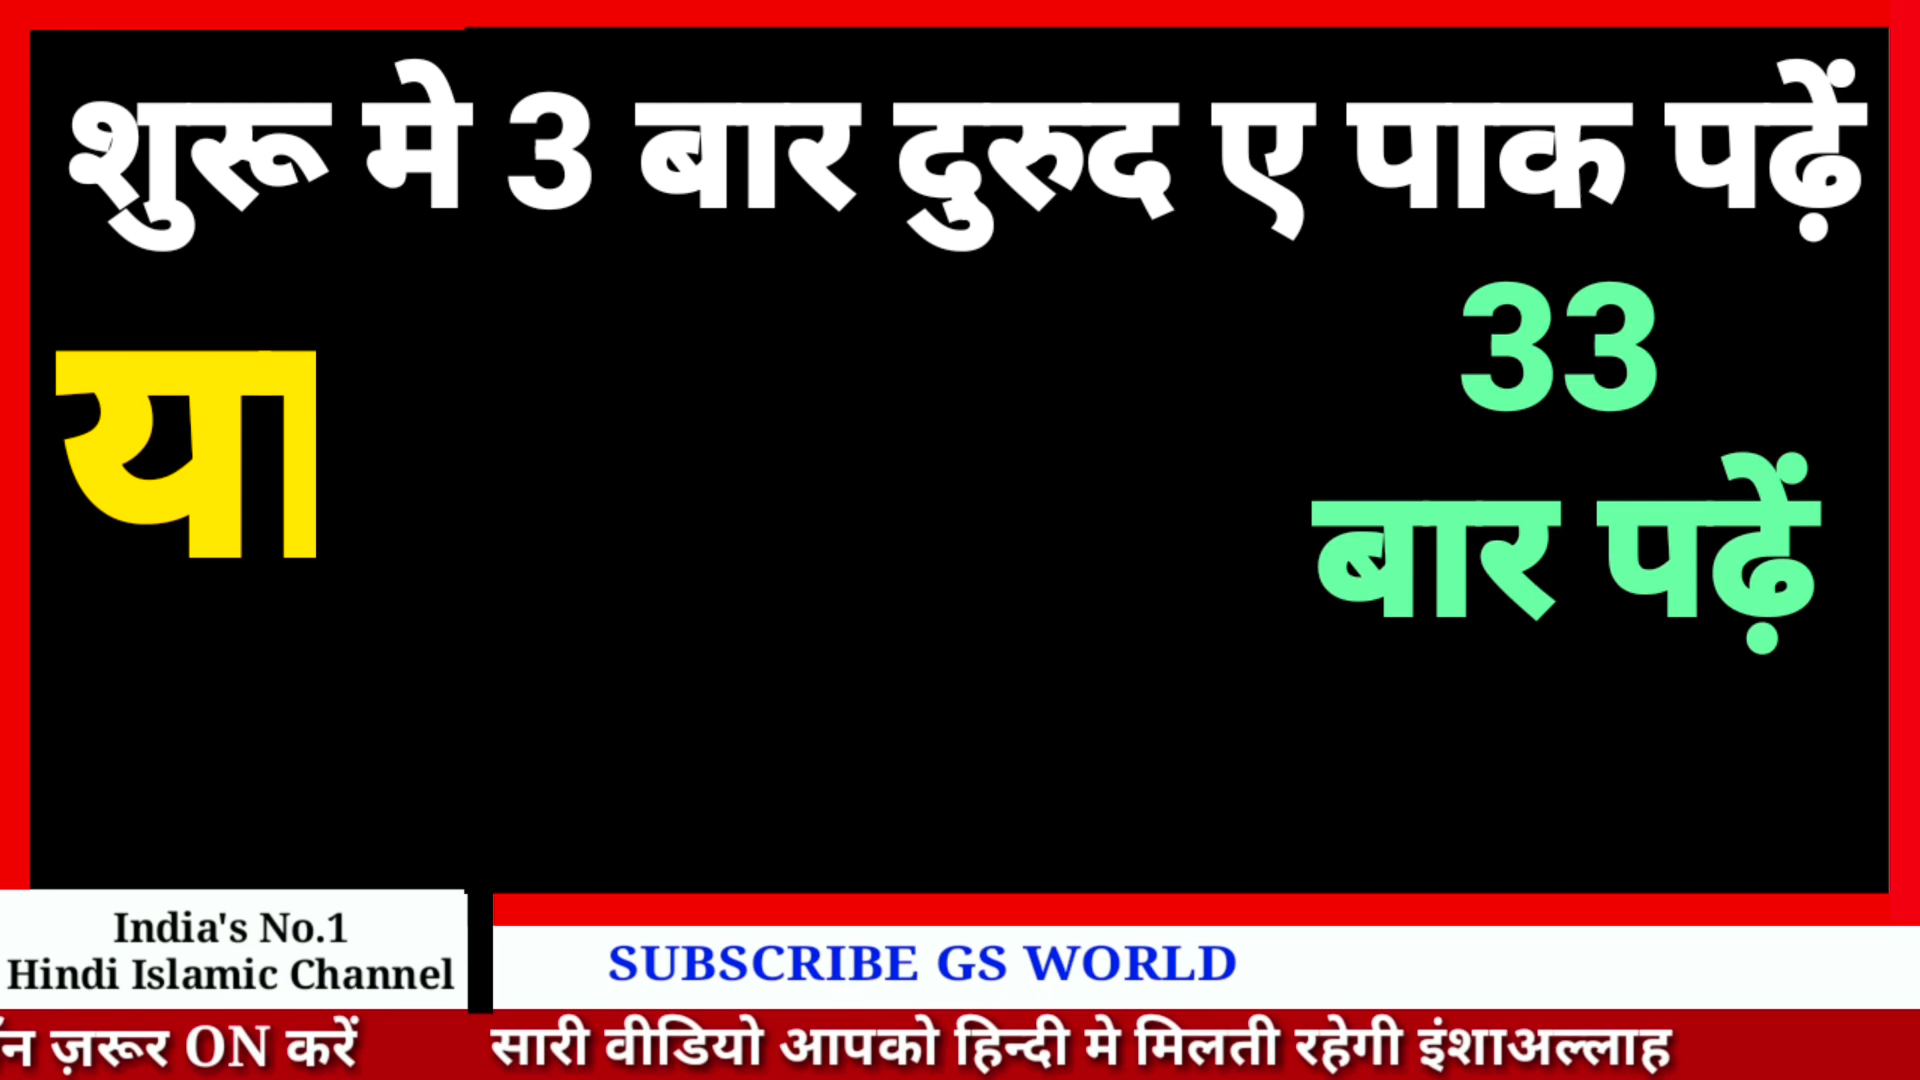 शुरू मे 3 बार दुरुद ए पाक पढ़ें
33
या
बार पढ़ें
India's No.1
Hindi Islamic Channel
SUBSCRIBE GS WORLD
ज़रूर ON करें
सारी वीडियो आपको हिन्दी मे मिलती रहेगी इंशाअल्लाह